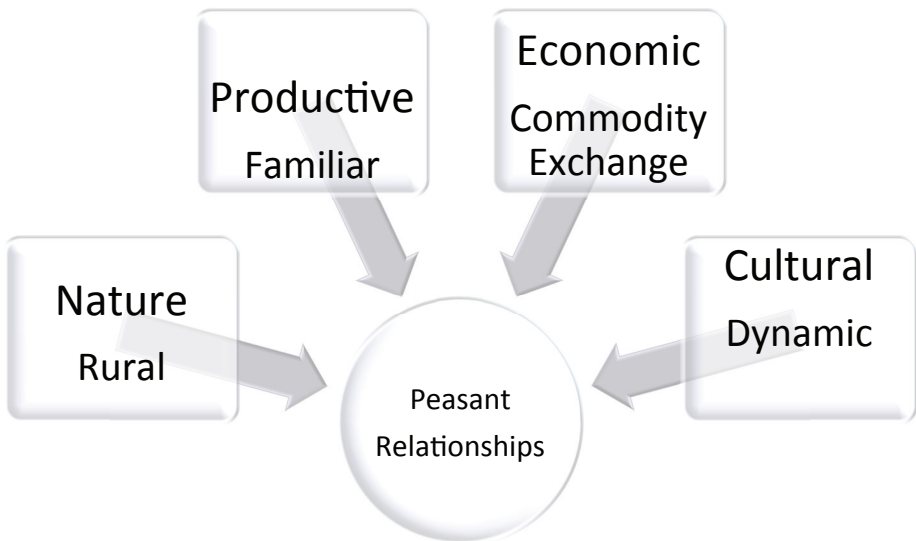 Nature
Rural
Productive
Familiar
Economic
Commodity
Exchange
Cultural
Dynamic
Peasant
Relationships